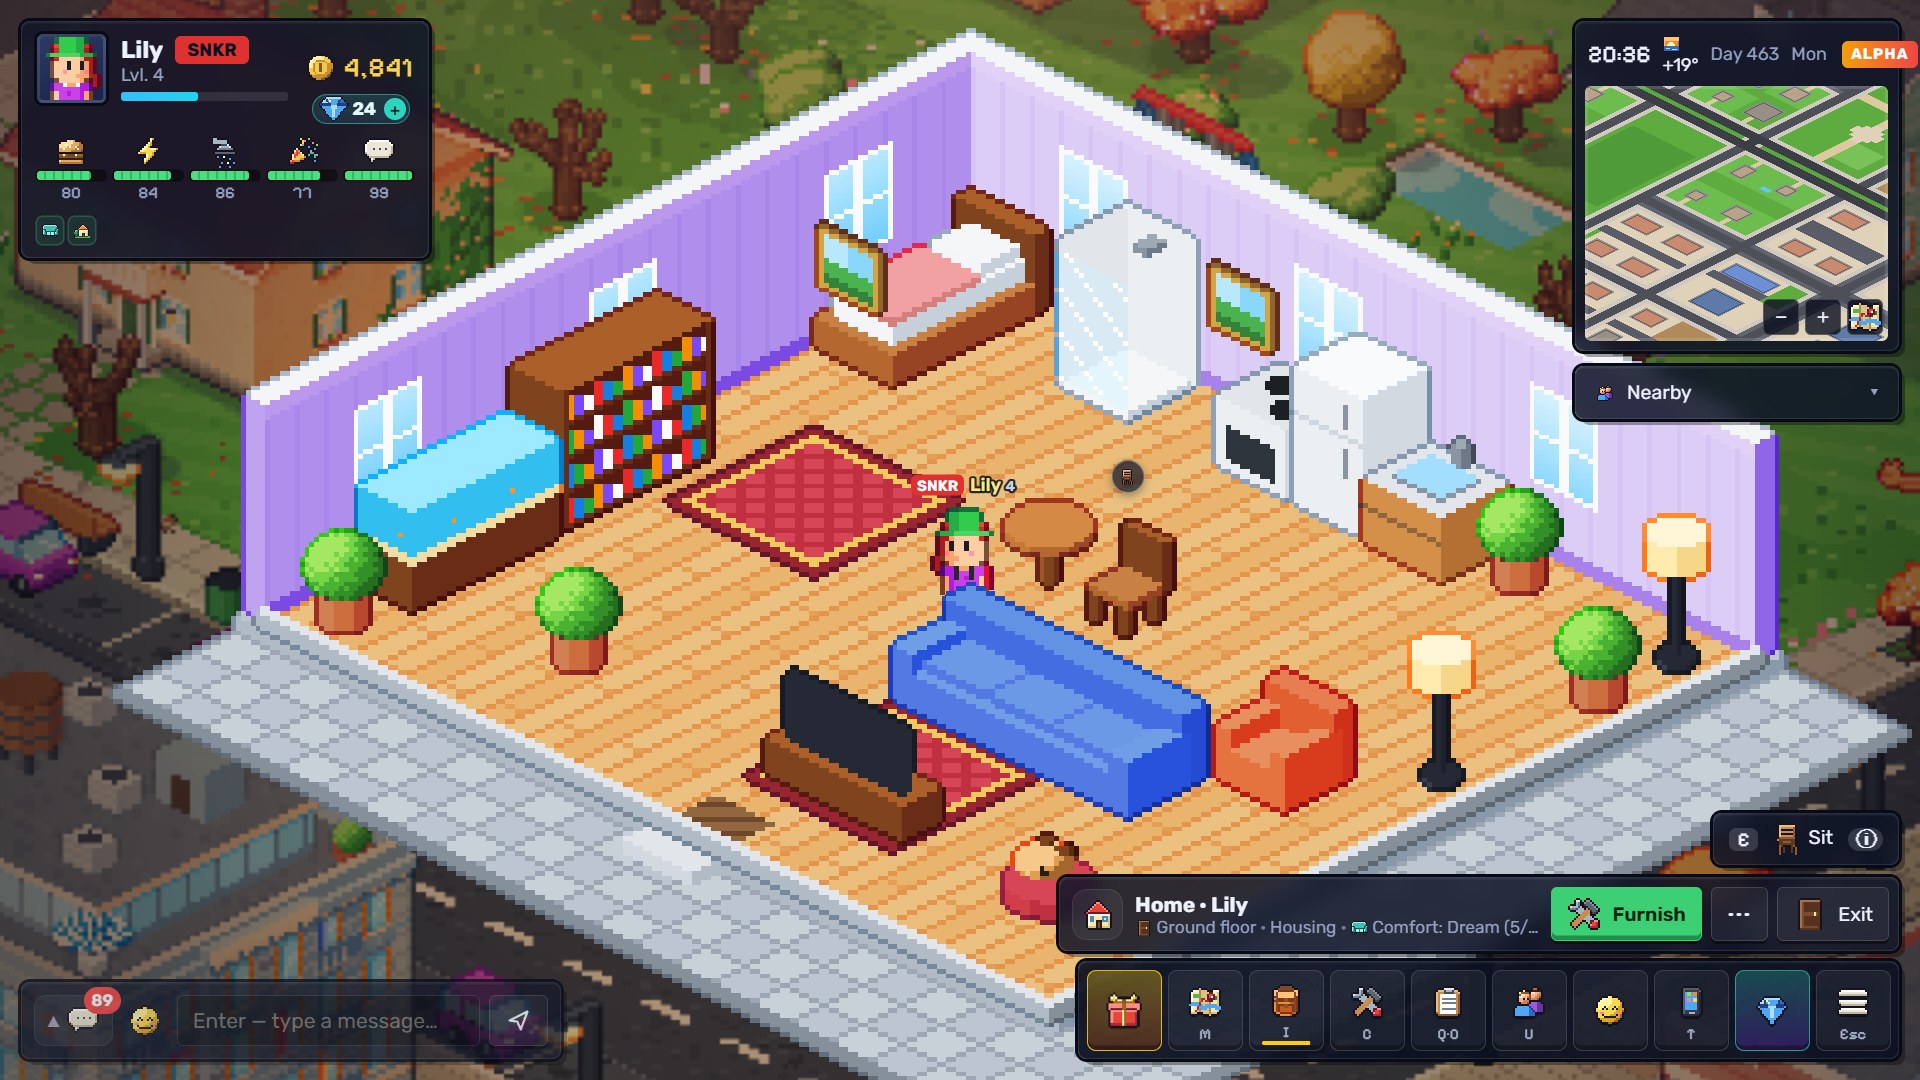 Lily SNKR
Lvl. 4
4,841
24 +
80 84 86 77 99
20:36 +19° Day 463 Mon ALPHA
− +
Nearby
SNKR Lily 4
E Sit
Home • Lily
Ground floor • Housing • Comfort: Dream (5/…
Furnish
...
Exit
89
Enter — type a message...
M I C Q·O U ↑ Esc